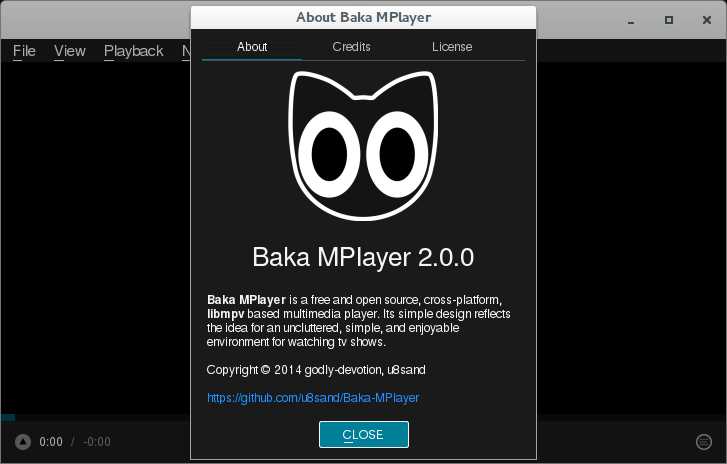 About Baka MPlayer
File View Playback N
About Credits License
Baka MPlayer 2.0.0
Baka MPlayer is a free and open source, cross-platform,
libmpv based multimedia player. Its simple design reflects
the idea for an uncluttered, simple, and enjoyable
environment for watching tv shows.
Copyright © 2014 godly-devotion, u8sand
https://github.com/u8sand/Baka-MPlayer
0:00 / -0:00
CLOSE